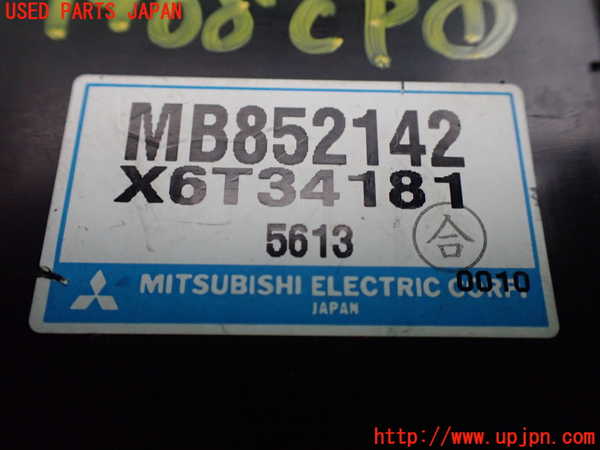 USED PARTS JAPAN
MB852142
X6T34181
5613
合
0010
MITSUBISHI ELECTRIC CORP.
JAPAN
http://www.upjpn.com/